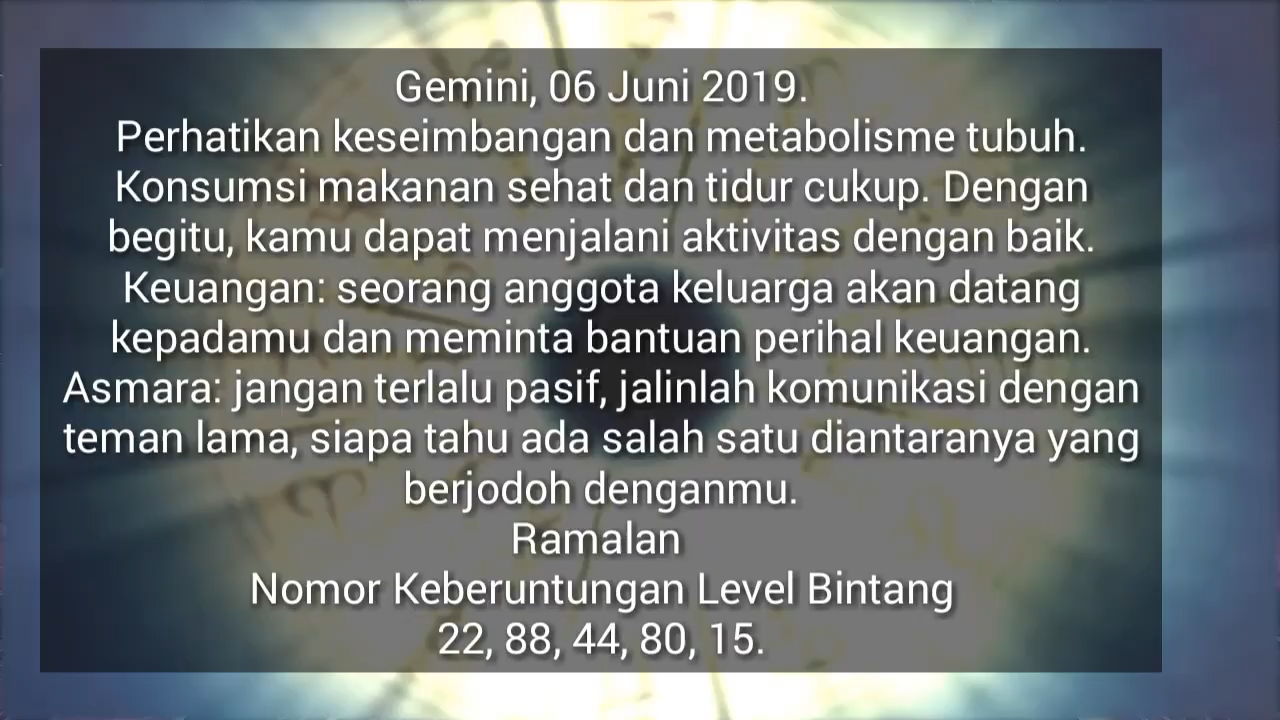 Gemini, 06 Juni 2019.
Perhatikan keseimbangan dan metabolisme tubuh.
Konsumsi makanan sehat dan tidur cukup. Dengan
begitu, kamu dapat menjalani aktivitas dengan baik.
Keuangan: seorang anggota keluarga akan datang
kepadamu dan meminta bantuan perihal keuangan.
Asmara: jangan terlalu pasif, jalinlah komunikasi dengan
teman lama, siapa tahu ada salah satu diantaranya yang
berjodoh denganmu.
Ramalan
Nomor Keberuntungan Level Bintang
22, 88, 44, 80, 15.